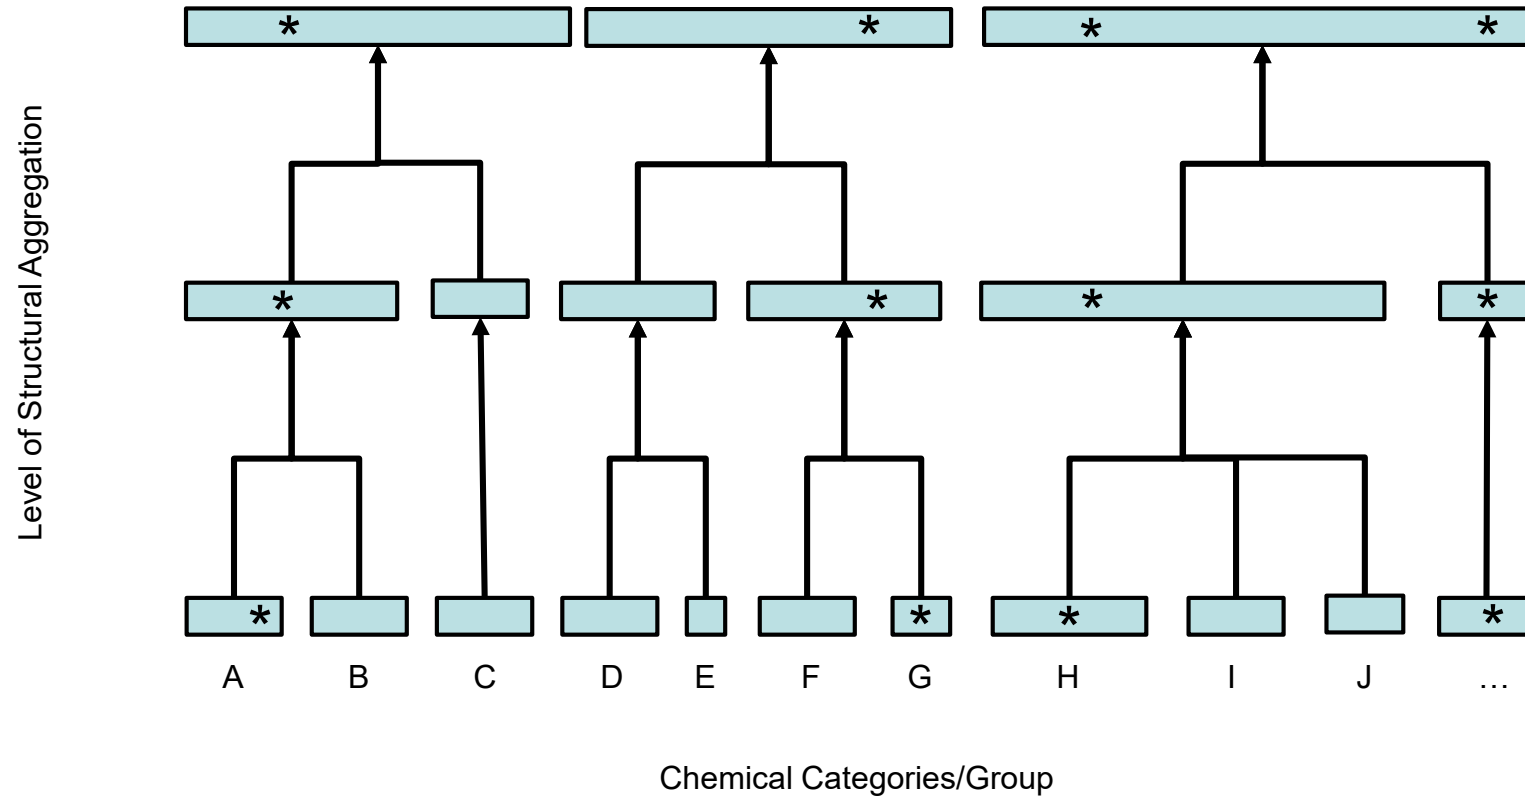 * * * *
Level of Structural Aggregation
* * * *
* * * *
A B C D E F G H I J …
Chemical Categories/Group